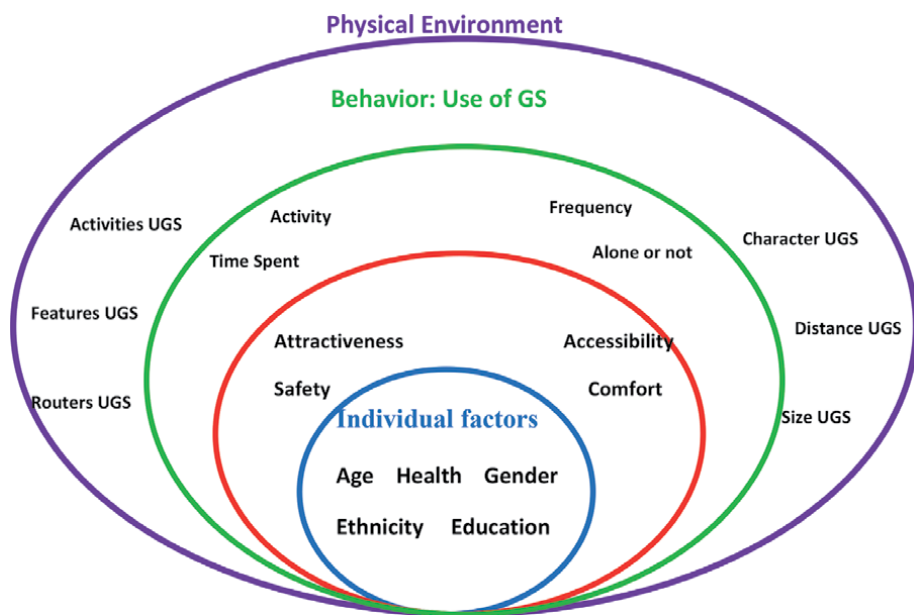 Physical Environment
Behavior: Use of GS
Activity
Frequency
Activities UGS
Character UGS
Time Spent
Alone or not
Features UGS
Distance UGS
Attractiveness
Accessibility
Safety
Comfort
Routers UGS
Size UGS
Individual factors
Age Health Gender
Ethnicity Education